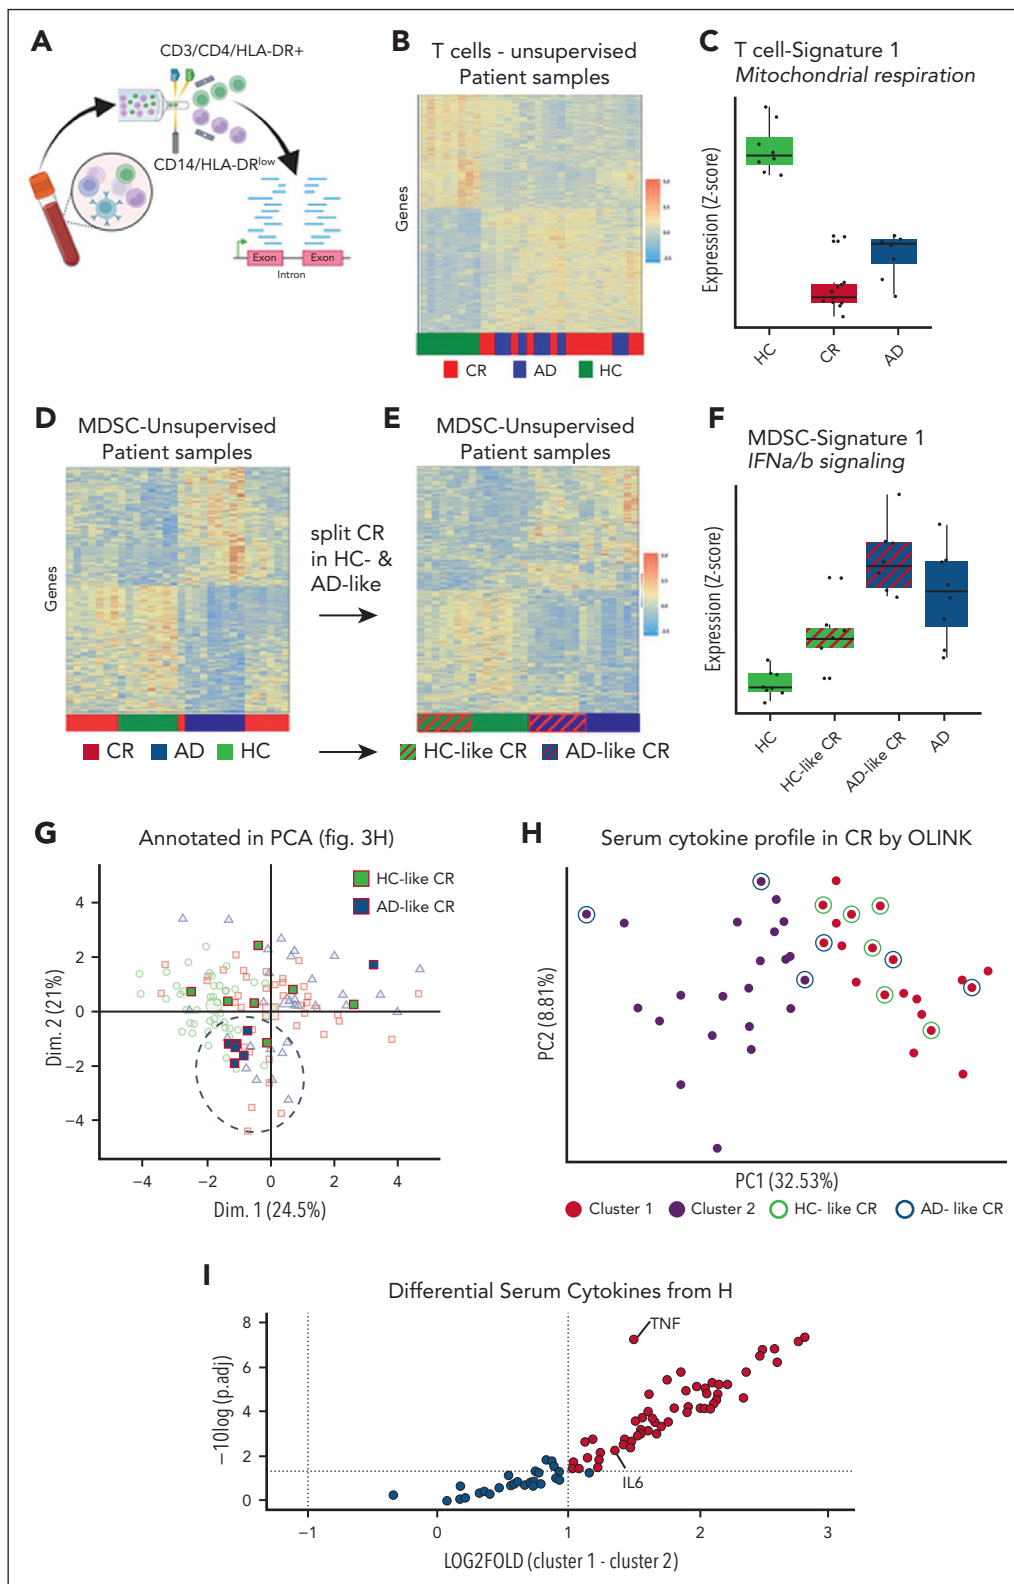 A
CD3/CD4/HLA-DR+
CD14/HLA-DRlow
Exon
Exon
Intron
B
T cells - unsupervised
Patient samples
Genes
CR
AD
HC
C
T cell-Signature 1
Mitochondrial respiration
Expression (Z-score)
HC
CR
AD
D
MDSC-Unsupervised
Patient samples
Genes
CR
AD
HC
split CR
in HC- &
AD-like
E
MDSC-Unsupervised
Patient samples
HC-like CR
AD-like CR
F
MDSC-Signature 1
IFNa/b signaling
Expression (Z-score)
HC
HC-like CR
AD-like CR
AD
G
Annotated in PCA (fig. 3H)
HC-like CR
AD-like CR
Dim. 2 (21%)
4
2
0
−2
−4
−4
−2
0
2
4
Dim. 1 (24.5%)
H
Serum cytokine profile in CR by OLINK
PC2 (8.81%)
PC1 (32.53%)
Cluster 1
Cluster 2
HC- like CR
AD- like CR
I
Differential Serum Cytokines from H
−10log (p.adj)
8
6
4
2
0
TNF
IL6
−1
0
1
2
3
LOG2FOLD (cluster 1 - cluster 2)